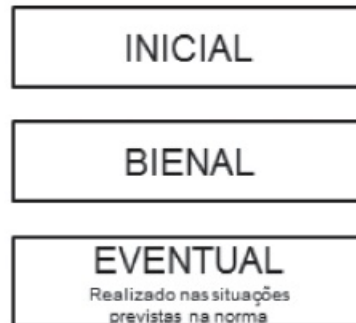 INICIAL
BIENAL
EVENTUAL
Realizado nas situações
previstas na norma